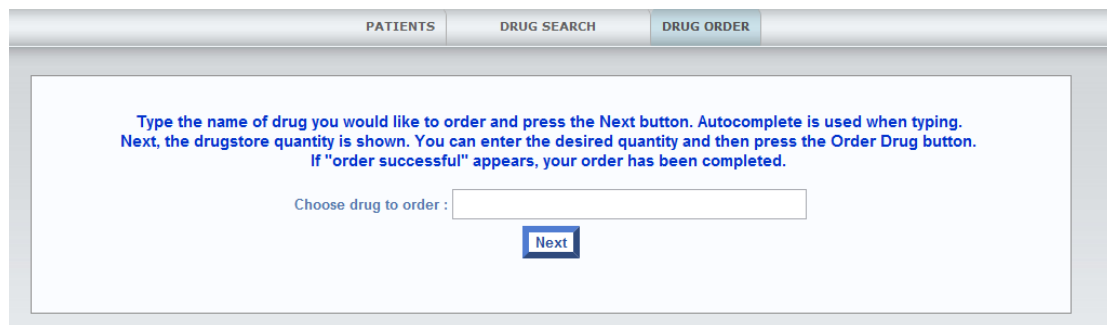 PATIENTS DRUG SEARCH DRUG ORDER
Type the name of drug you would like to order and press the Next button. Autocomplete is used when typing.
Next, the drugstore quantity is shown. You can enter the desired quantity and then press the Order Drug button.
If "order successful" appears, your order has been completed.
Choose drug to order :
Next